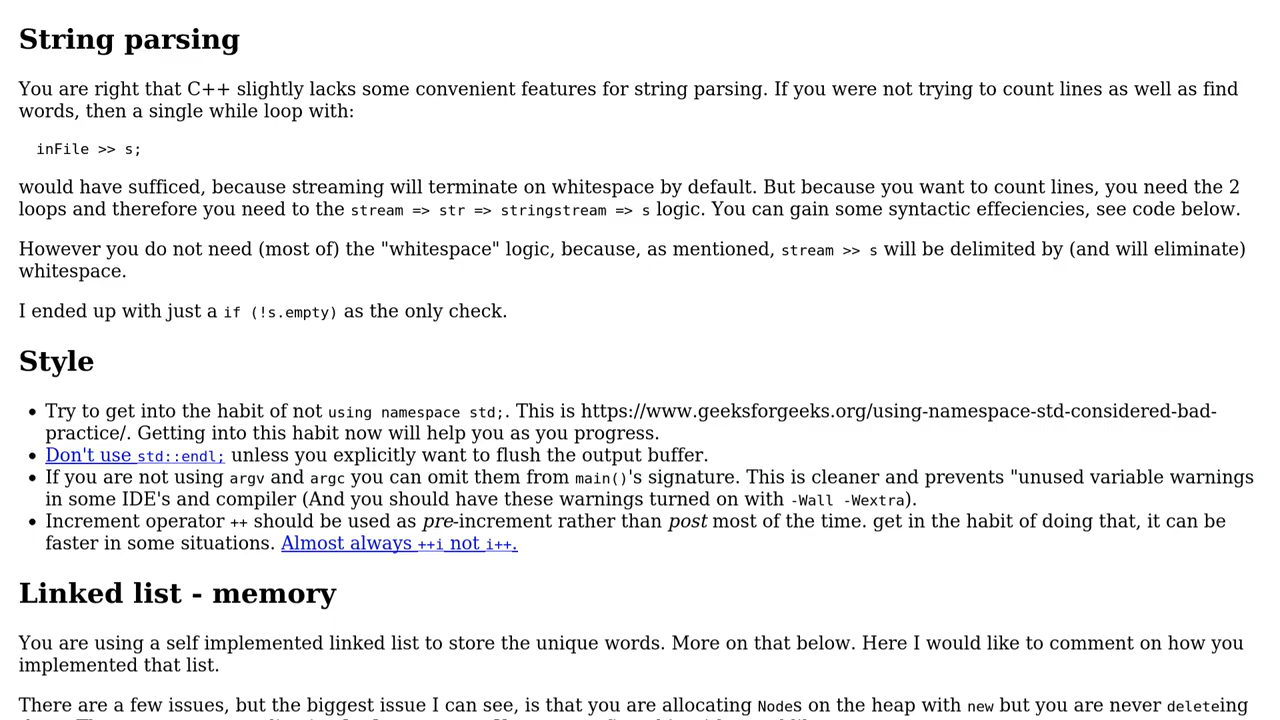 String parsing
You are right that C++ slightly lacks some convenient features for string parsing. If you were not trying to count lines as well as find
words, then a single while loop with:
inFile >> s;
would have sufficed, because streaming will terminate on whitespace by default. But because you want to count lines, you need the 2
loops and therefore you need to the stream => str => stringstream => s logic. You can gain some syntactic effeciencies, see code below.
However you do not need (most of) the "whitespace" logic, because, as mentioned, stream >> s will be delimited by (and will eliminate)
whitespace.
I ended up with just a if (!s.empty) as the only check.
Style
• Try to get into the habit of not using namespace std;. This is https://www.geeksforgeeks.org/using-namespace-std-considered-bad-
practice/. Getting into this habit now will help you as you progress.
• Don't use std::endl; unless you explicitly want to flush the output buffer.
• If you are not using argv and argc you can omit them from main()'s signature. This is cleaner and prevents "unused variable warnings
in some IDE's and compiler (And you should have these warnings turned on with -Wall -Wextra).
• Increment operator ++ should be used as pre-increment rather than post most of the time. get in the habit of doing that, it can be
faster in some situations. Almost always ++i not i++.
Linked list - memory
You are using a self implemented linked list to store the unique words. More on that below. Here I would like to comment on how you
implemented that list.
There are a few issues, but the biggest issue I can see, is that you are allocating Nodes on the heap with new but you are never deleteing